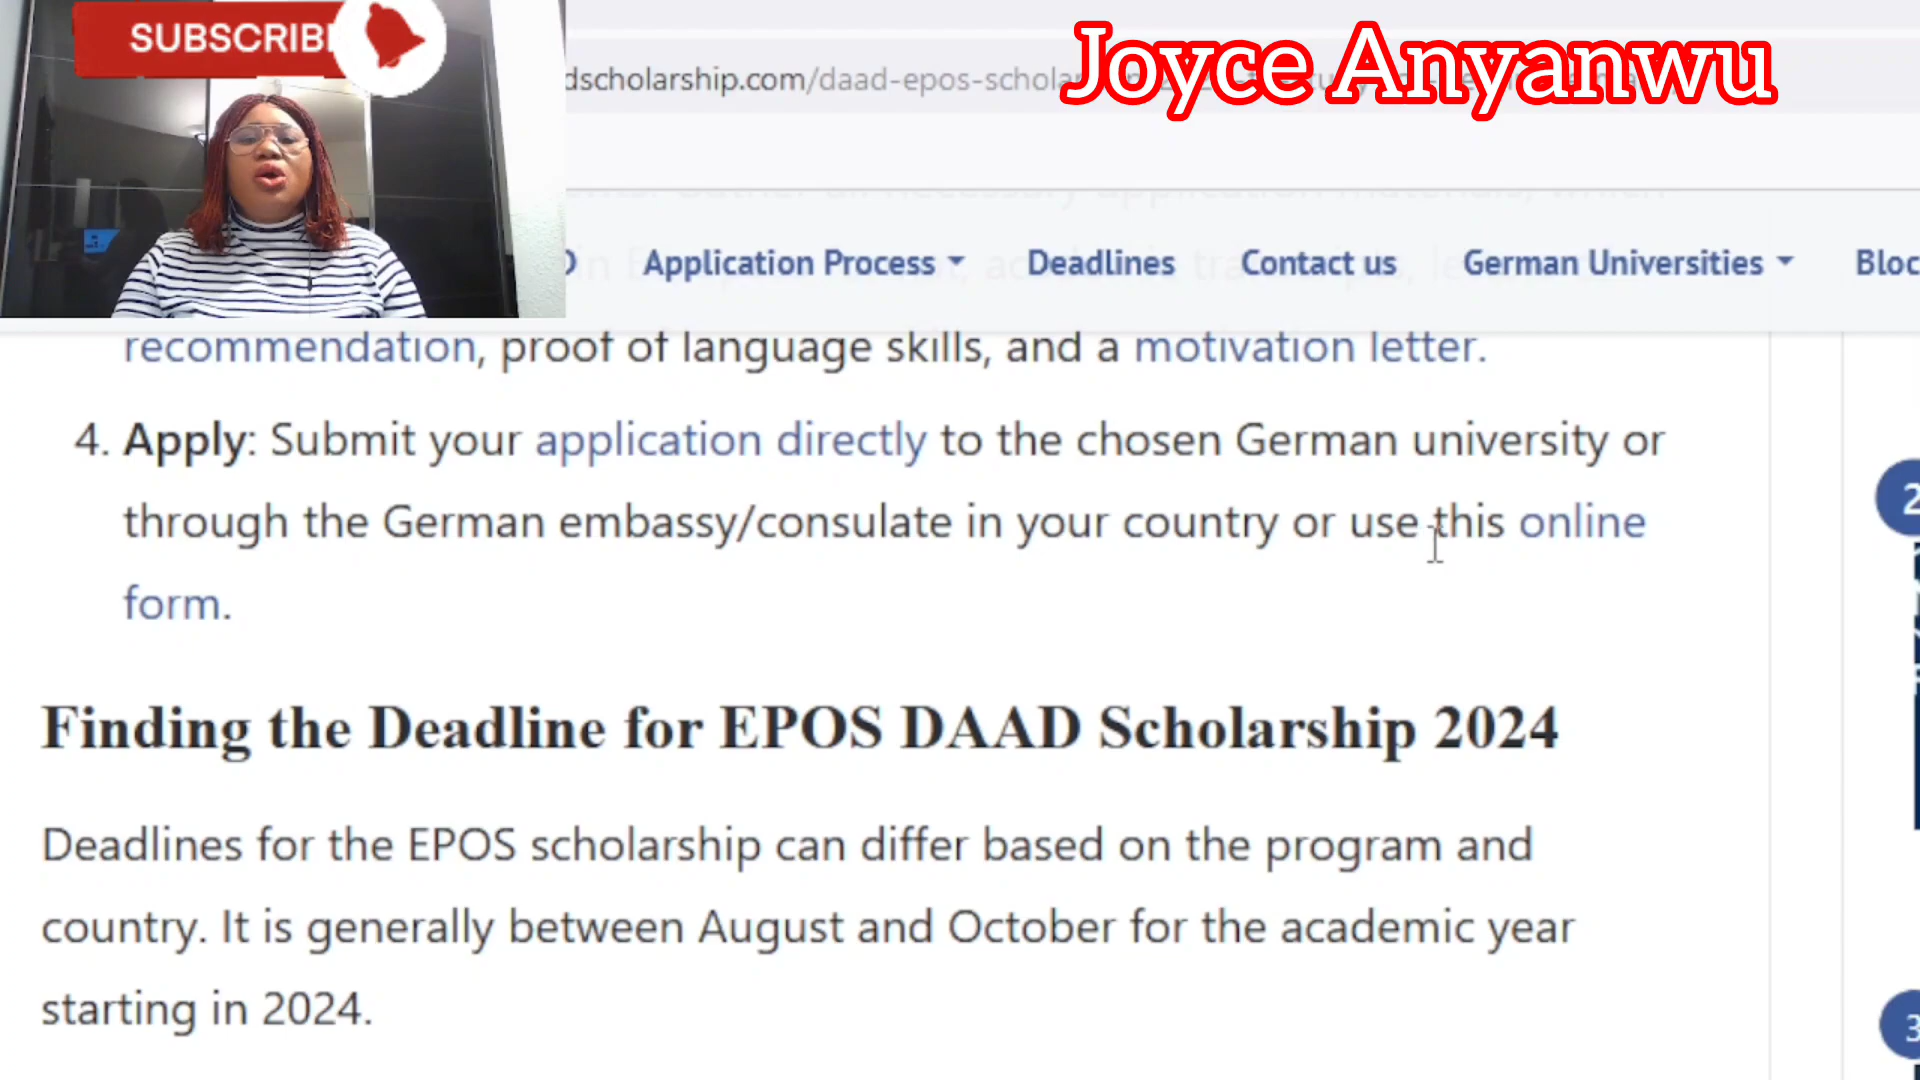 SUBSCRIB
Joyce Anyanwu
dscholarship.com/daad-epos-schola
Application Process
Deadlines
Contact us
German Universities
Bloc
recommendation, proof of language skills, and a motivation letter.
4. Apply: Submit your application directly to the chosen German university or
through the German embassy/consulate in your country or use this online
form.
2
Finding the Deadline for EPOS DAAD Scholarship 2024
Deadlines for the EPOS scholarship can differ based on the program and
country. It is generally between August and October for the academic year
starting in 2024.
3